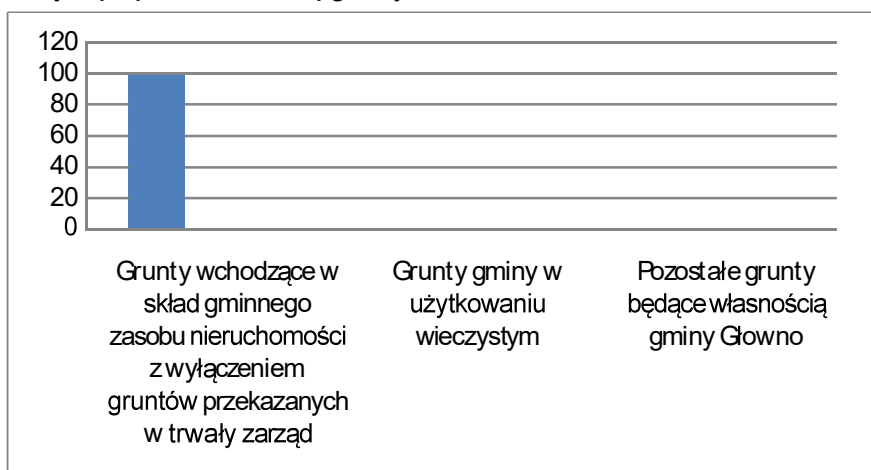 120
100
80
60
40
20
0
Grunty wchodzące w
skład gminnego
zasobu nieruchomości
z wyłączeniem
gruntów przekazanych
w trwały zarząd
Grunty gminy w
użytkowaniu
wieczystym
Pozostałe grunty
będące własnością
gminy Głowno